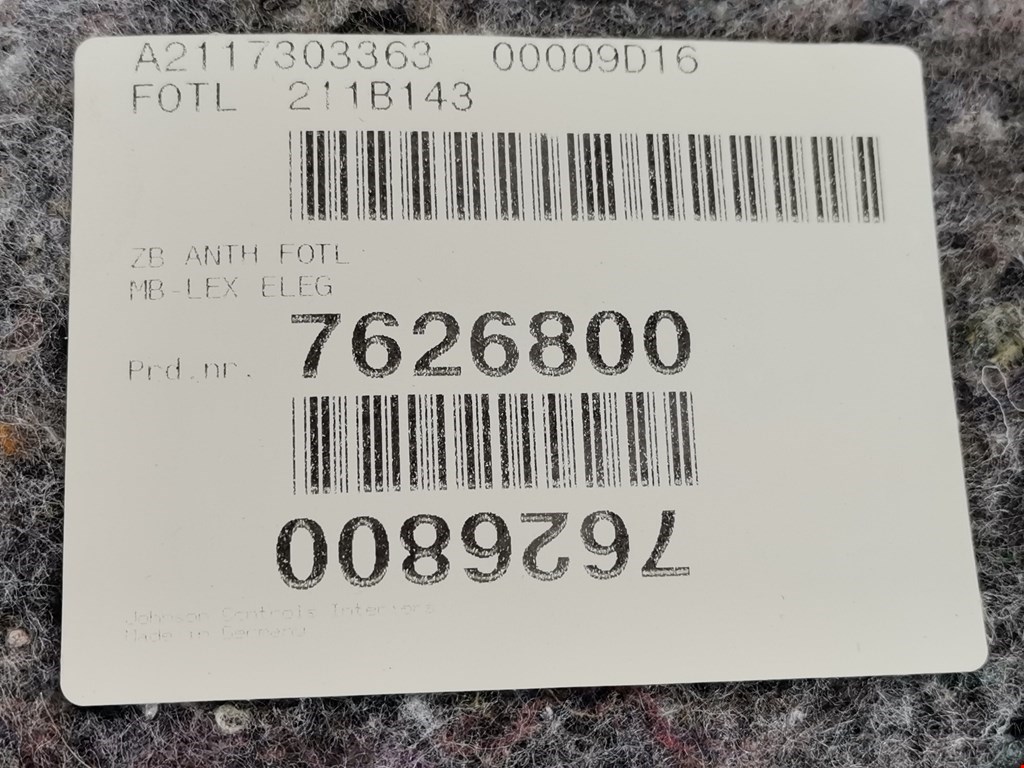 A2117303363 00009D16
FOTL 211B143
ZB ANTH FOTL
MB-LEX ELEG
Prd.nr. 7626800
7626800
Johnson Controls Interiors
Made in Germany